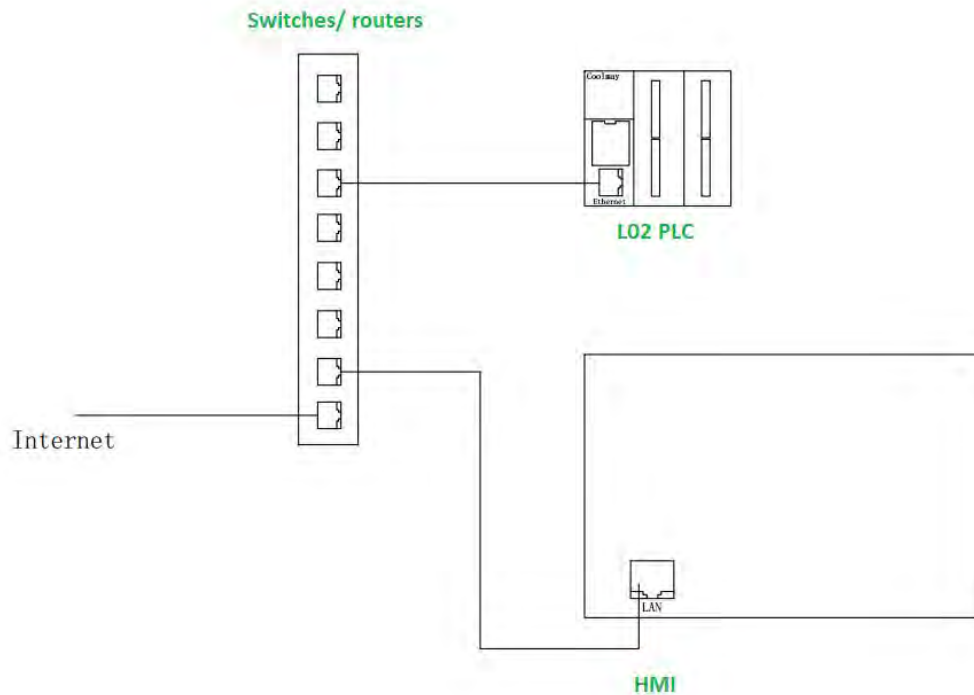 Switches/ routers
Coolmay
Ethernet
L02 PLC
Internet
LAN
HMI